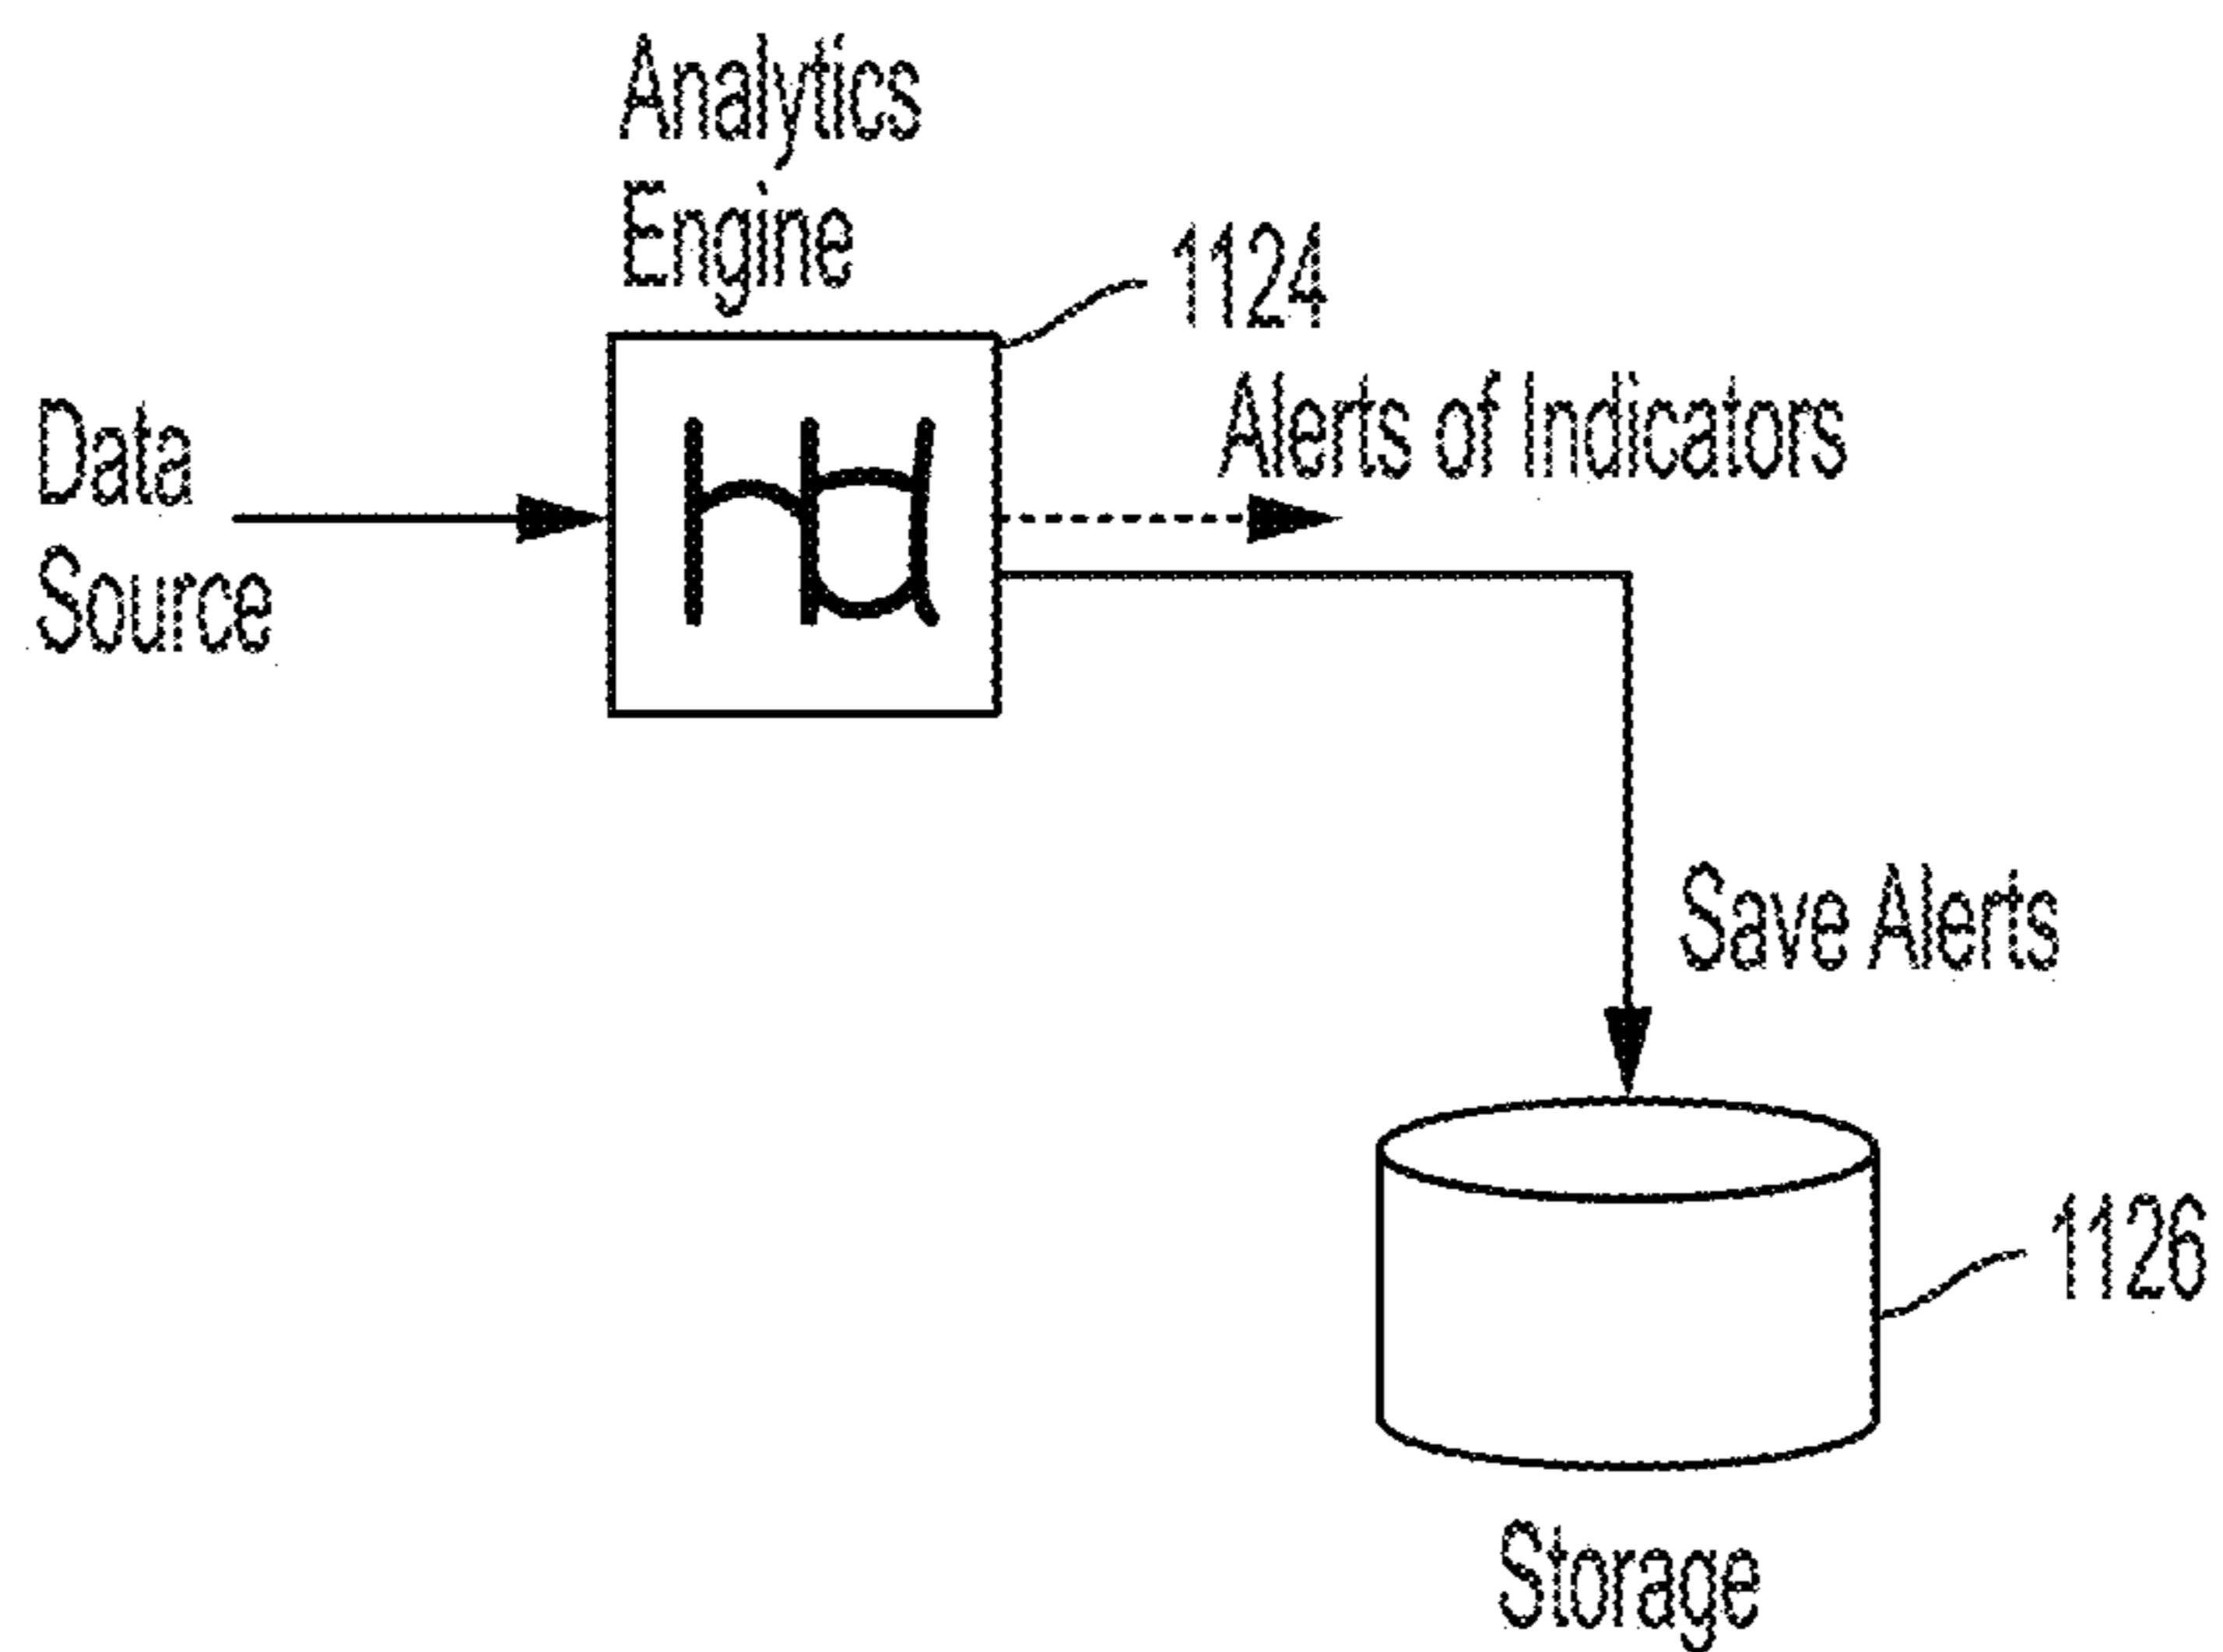 Analytics
Engine
1124
Data
Source
Alerts of Indicators
Save Alerts
1126
Storage